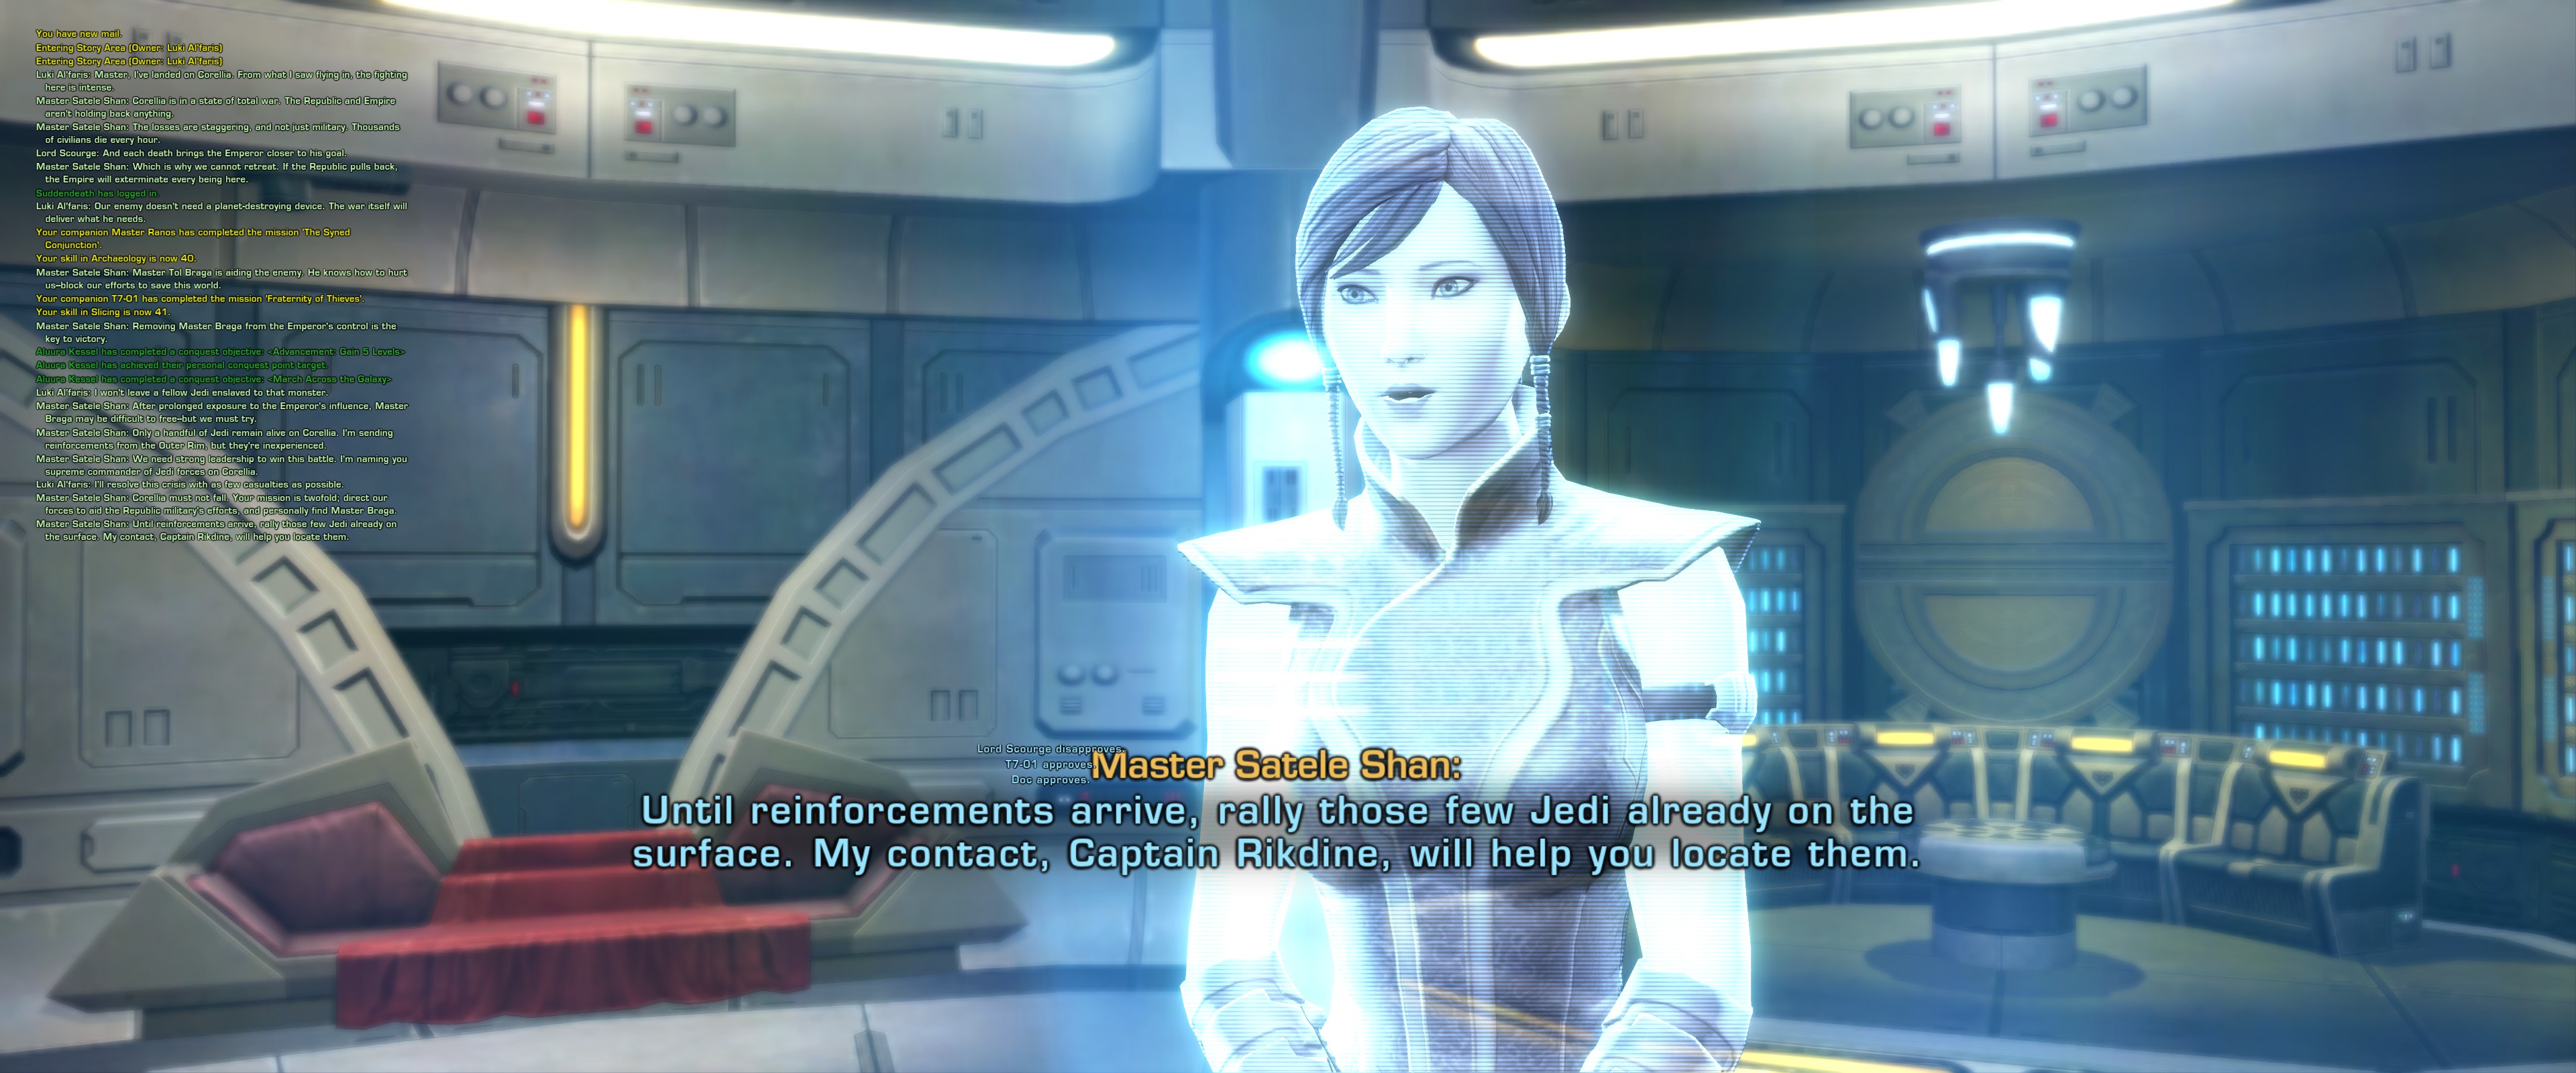 You have new mail.
Entering Story Area (Owner: Luki Al'faris)
Entering Story Area (Owner: Luki Al'faris)
Luki Al'faris: Master, I've landed on Corellia. From what I saw flying in, the fighting
here is intense.
Master Satele Shan: Corellia is in a state of total war. The Republic and Empire
aren't holding back anything.
Master Satele Shan: The losses are staggering, and not just military. Thousands
of civilians die every hour.
Lord Scourge: And each death brings the Emperor closer to his goal.
Master Satele Shan: Which is why we cannot retreat. If the Republic pulls back,
the Empire will exterminate every being here.
Suddendeath has logged in.
Luki Al'faris: Our enemy doesn't need a planet-destroying device. The war itself will
deliver what he needs.
Your companion Master Ranos has completed the mission 'The Syned
Conjunction'.
Your skill in Archaeology is now 40.
Master Satele Shan: Master Tol Braga is aiding the enemy. He knows how to hurt
us--block our efforts to save this world.
Your companion T7-01 has completed the mission 'Fraternity of Thieves'.
Your skill in Slicing is now 41.
Master Satele Shan: Removing Master Braga from the Emperor's control is the
key to victory.
Aluura Kessel has completed a conquest objective: <Advancement: Gain 5 Levels>
Aluura Kessel has achieved their personal conquest point target.
Aluura Kessel has completed a conquest objective: <March Across the Galaxy>
Luki Al'faris: I won't leave a fellow Jedi enslaved to that monster.
Master Satele Shan: After prolonged exposure to the Emperor's influence, Master
Braga may be difficult to free--but we must try.
Master Satele Shan: Only a handful of Jedi remain alive on Corellia. I'm sending
reinforcements from the Outer Rim, but they're inexperienced.
Master Satele Shan: We need strong leadership to win this battle. I'm naming you
supreme commander of Jedi forces on Corellia.
Luki Al'faris: I'll resolve this crisis with as few casualties as possible.
Master Satele Shan: Corellia must not fall. Your mission is twofold; direct our
forces to aid the Republic military's efforts, and personally find Master Braga.
Master Satele Shan: Until reinforcements arrive, rally those few Jedi already on
the surface. My contact, Captain Rikdine, will help you locate them.
Lord Scourge disapproves.
T7-01 approves.
Doc approves.
Master Satele Shan:
Until reinforcements arrive, rally those few Jedi already on the
surface. My contact, Captain Rikdine, will help you locate them.